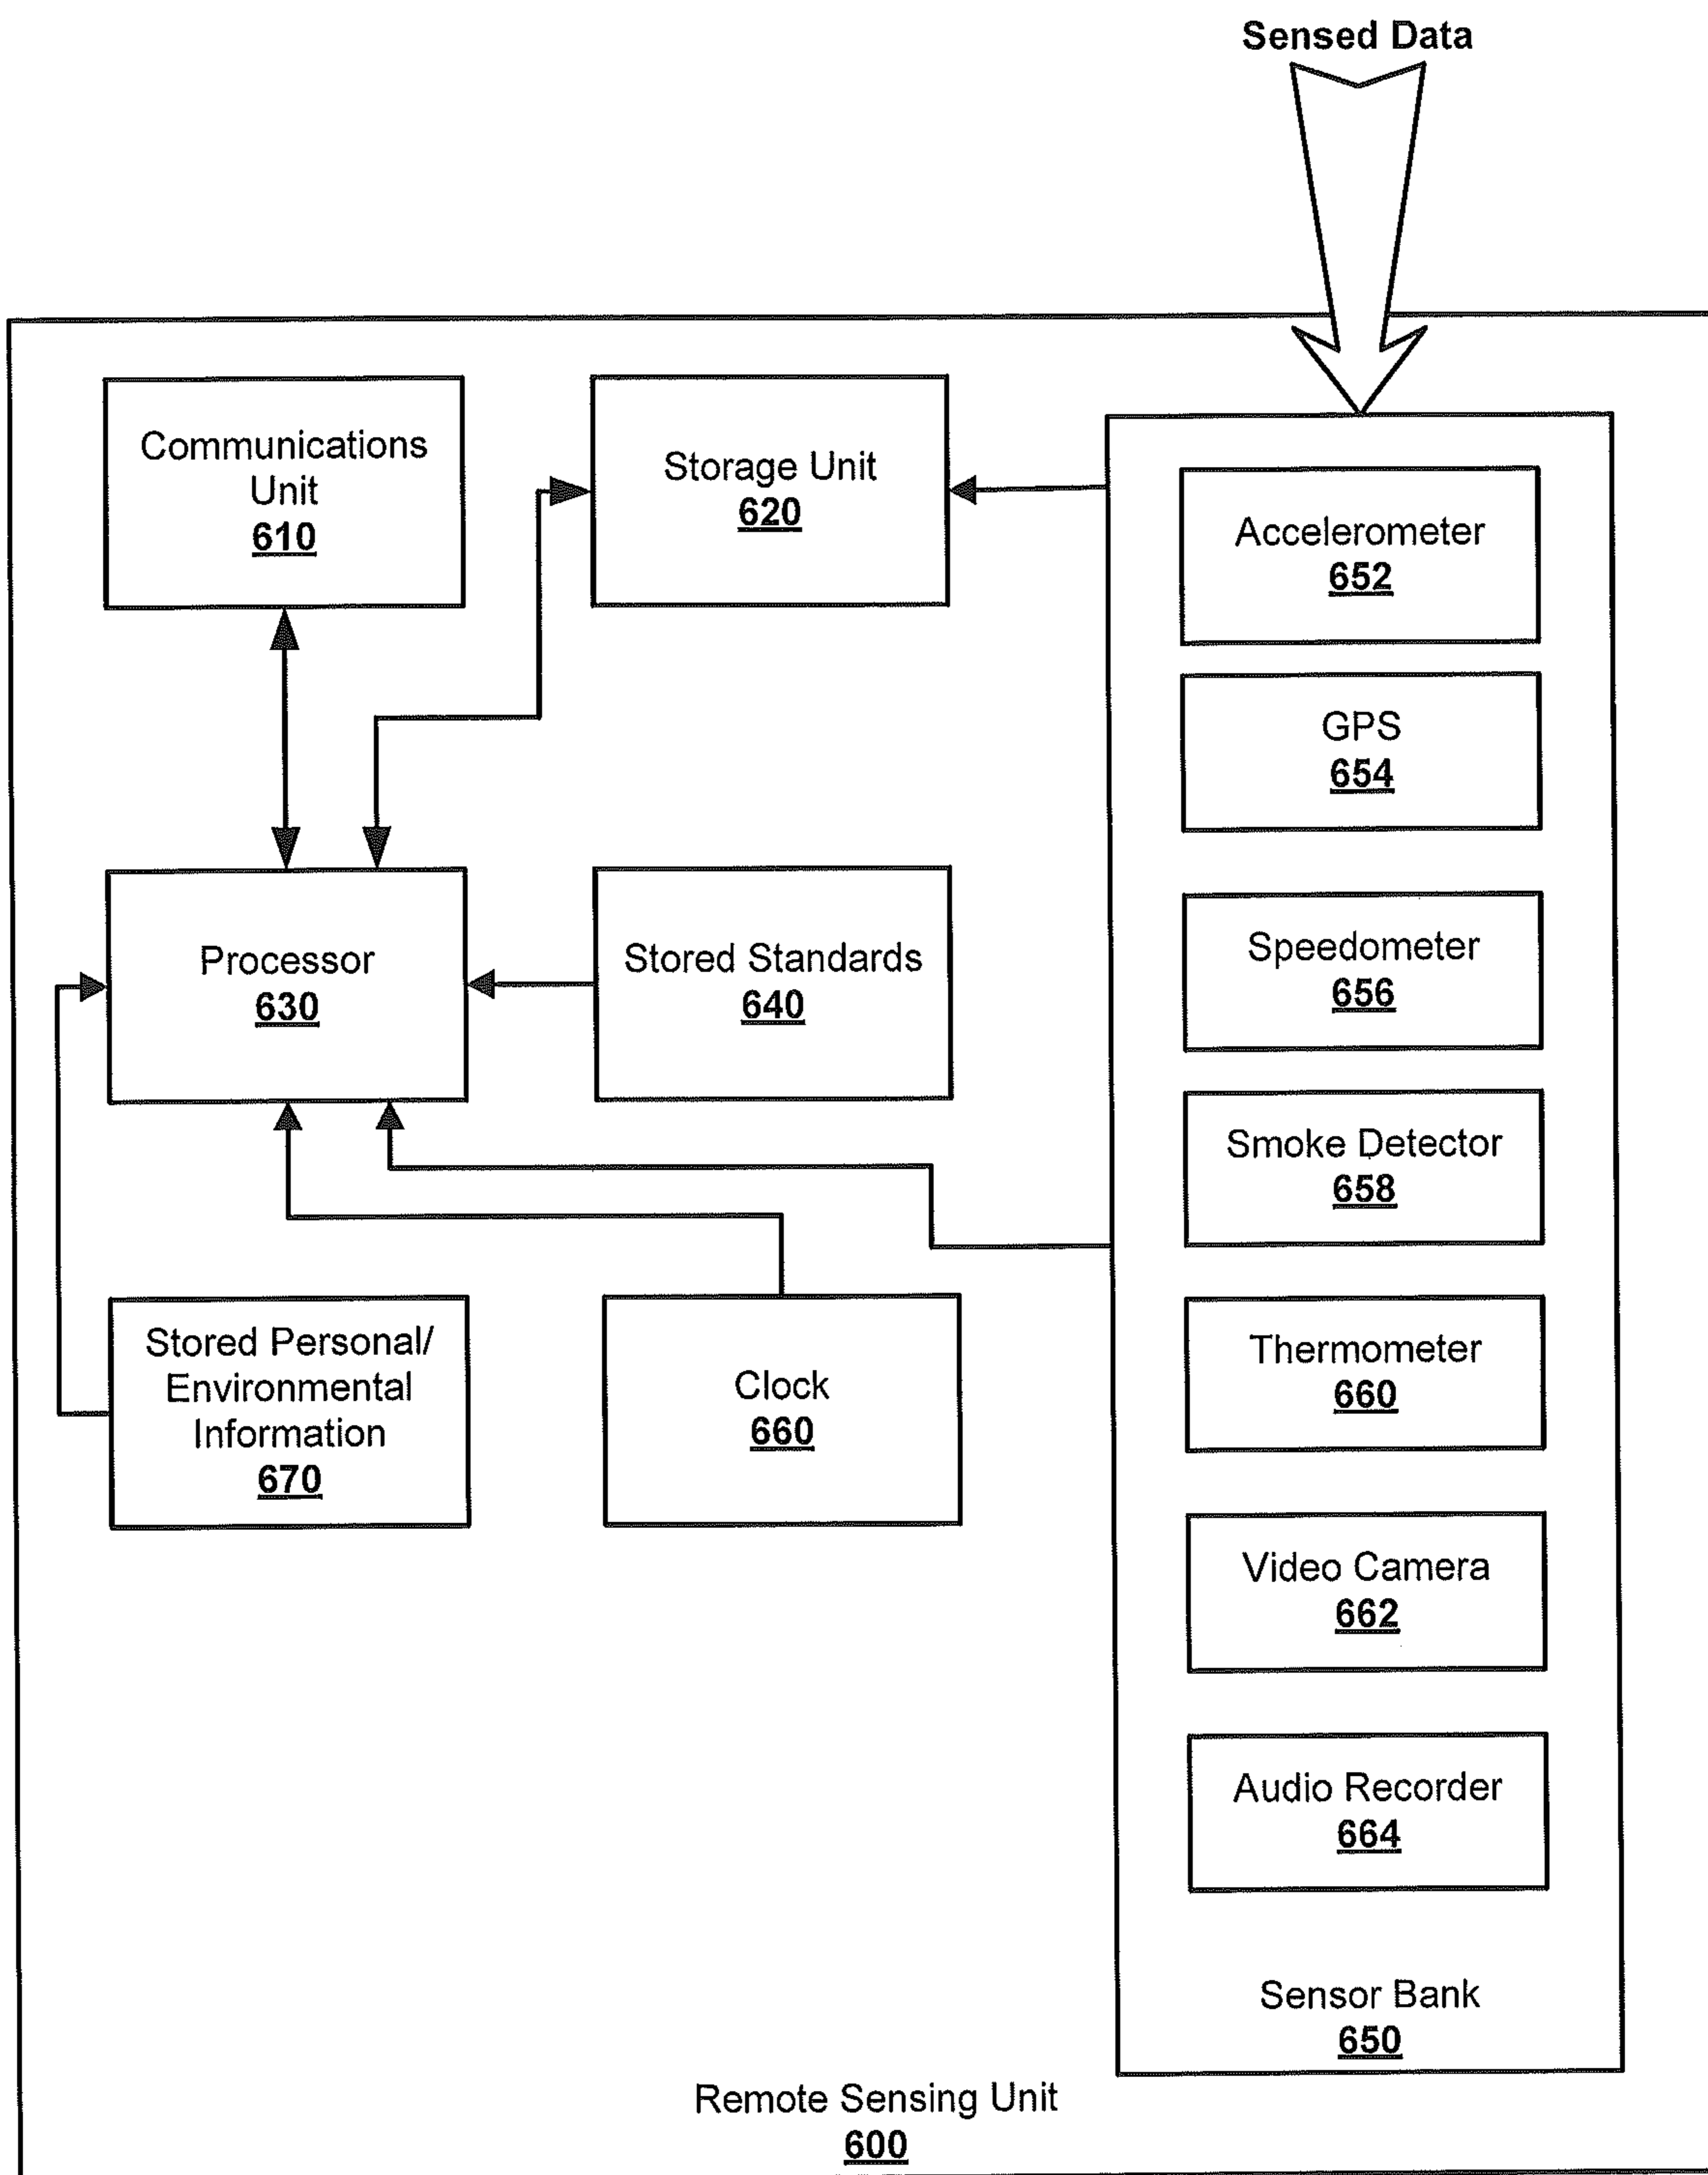 Sensed Data
Communications
Unit
610
Storage Unit
620
Accelerometer
652
GPS
654
Processor
630
Stored Standards
640
Speedometer
656
Smoke Detector
658
Stored Personal/
Environmental
Information
670
Clock
660
Thermometer
660
Video Camera
662
Audio Recorder
664
Sensor Bank
650
Remote Sensing Unit
600